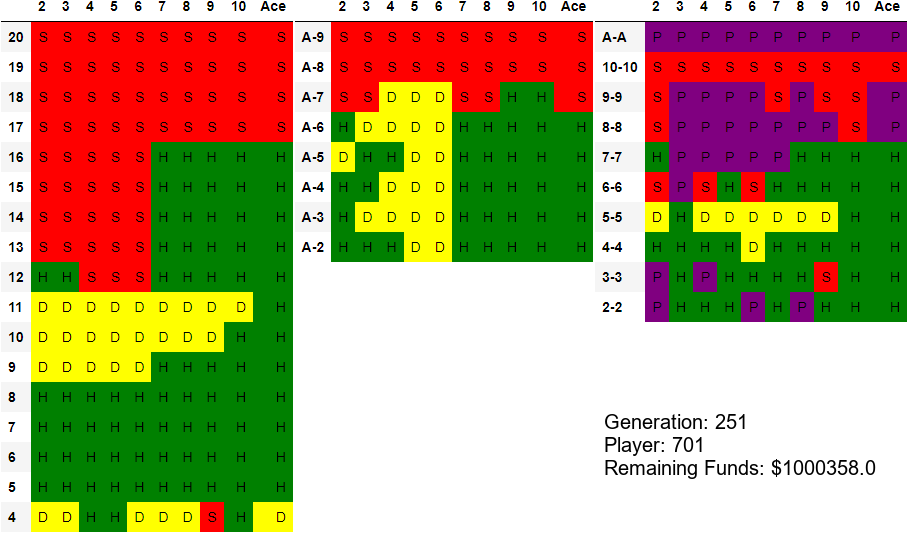 2 3 4 5 6 7 8 9 10 Ace 2 3 4 5 6 7 8 9 10 Ace 2 3 4 5 6 7 8 9 10 Ace
20 S S S S S S S S S S A-9 S S S S S S S S S S A-A P P P P P P P P P P
19 S S S S S S S S S S A-8 S S S S S S S S S S 10-10 S S S S S S S S S S
18 S S S S S S S S S S A-7 S S D D D S S H H S 9-9 S P P P P S P S S P
17 S S S S S S S S S S A-6 H D D D D H H H H H 8-8 S P P P P P P P S P
16 S S S S S H H H H H A-5 D H H D D H H H H H 7-7 H P P P P P H H H H
15 S S S S S H H H H H A-4 H H D D D H H H H H 6-6 S P S H S H H H H H
14 S S S S S H H H H H A-3 H D D D D H H H H H 5-5 D H D D D D D D H H
13 S S S S S H H H H H A-2 H H H D D H H H H H 4-4 H H H H D H H H H H
12 H H S S S H H H H H 3-3 P H P H H H H S H H
11 D D D D D D D D D H 2-2 P H H H P H P H H H
10 D D D D D D D D H H
9 D D D D D H H H H H
8 H H H H H H H H H H
7 H H H H H H H H H H
6 H H H H H H H H H H
5 H H H H H H H H H H
4 D D H H D D D S H D
Generation: 251
Player: 701
Remaining Funds: $1000358.0